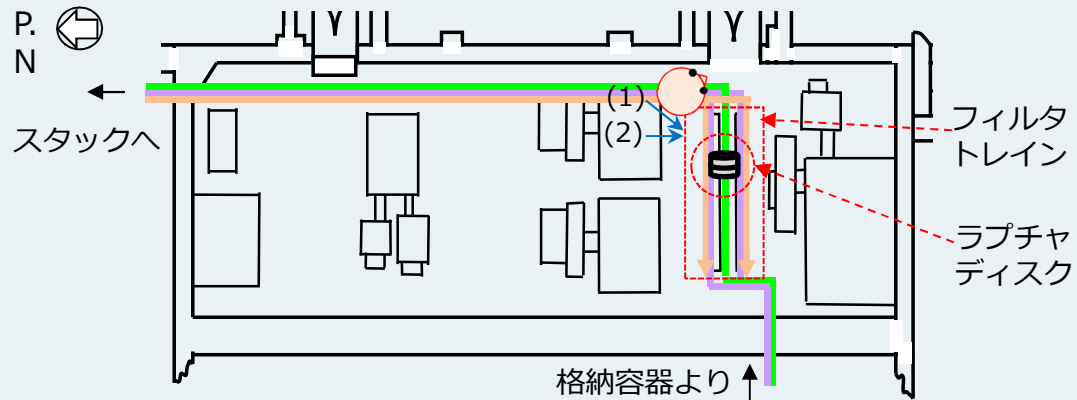 P.
N
スタックへ
(1)
(2)
フィルタ
トレイン
ラプチャ
ディスク
格納容器より